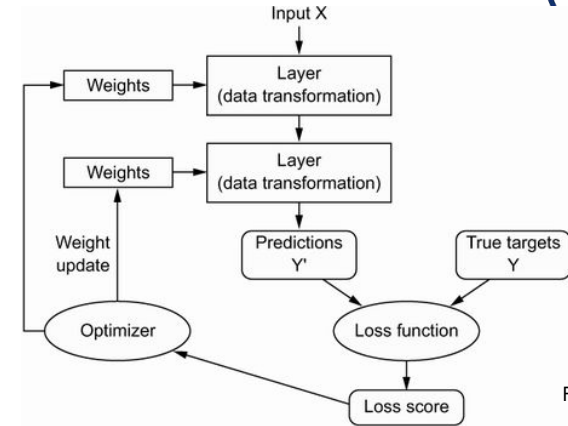 Input X
Weights
Layer
(data transformation)
Weights
Layer
(data transformation)
Weight
update
Predictions
Y'
True targets
Y
Optimizer
Loss function
Loss score
F